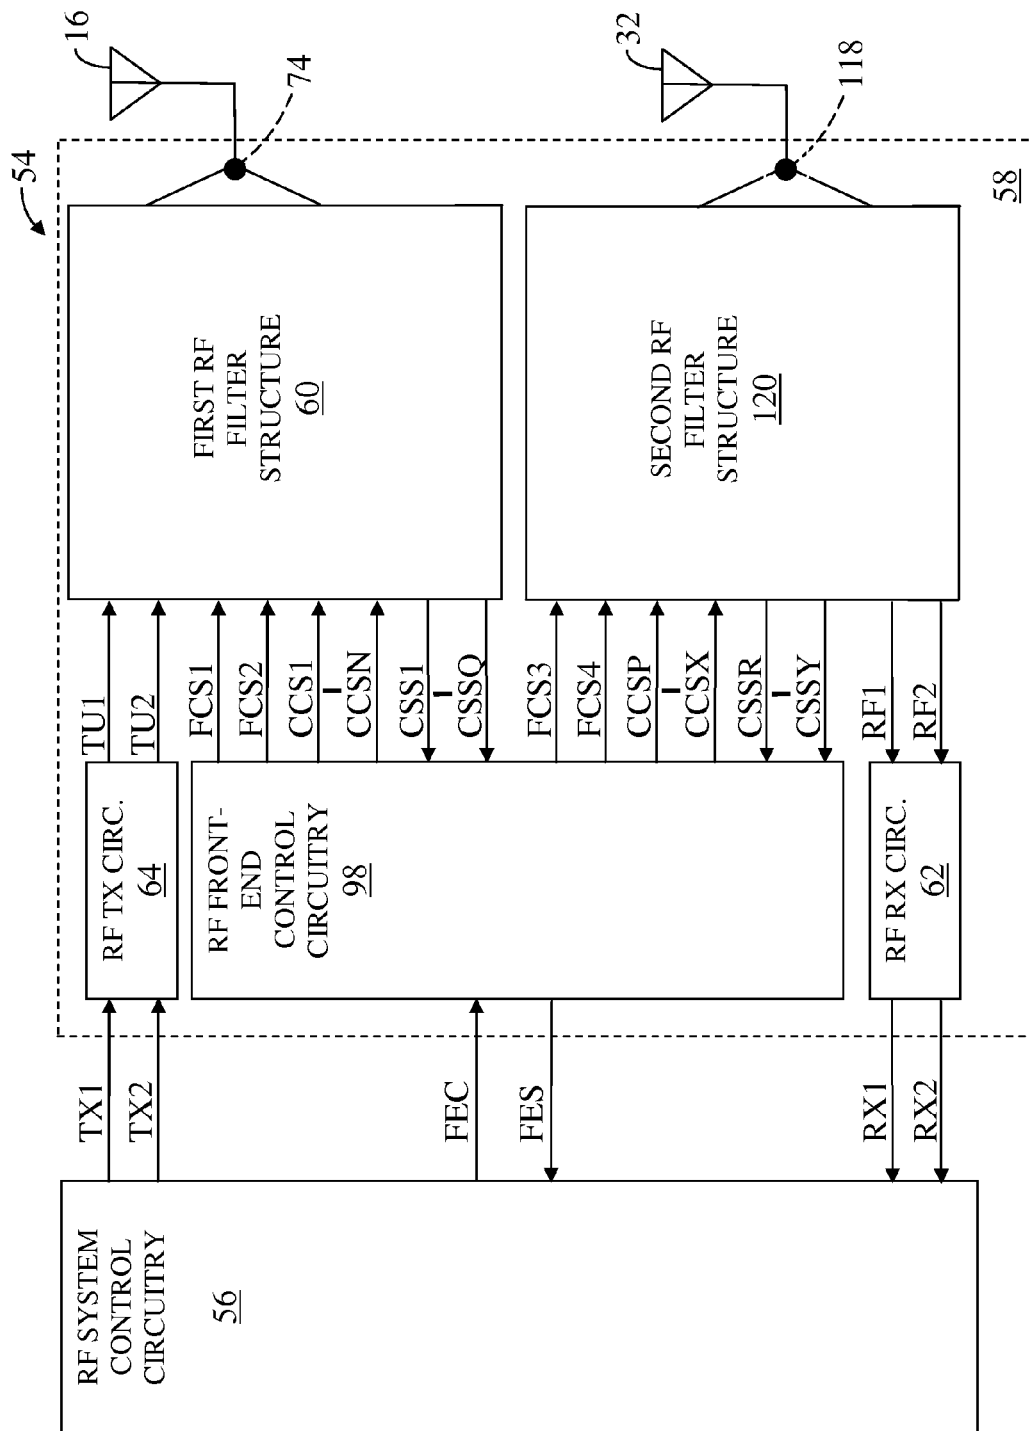 54
16
74
32
118
58
FIRST RF
FILTER
STRUCTURE
60
SECOND RF
FILTER
STRUCTURE
120
TU1
TU2
FCS1
FCS2
CCS1
CCSN
CSS1
CSSQ
FCS3
FCS4
CCSP
CCSX
CSSR
CSSY
RF1
RF2
RF TX CIRC.
64
RF FRONT-
END
CONTROL
CIRCUITRY
98
RF RX CIRC.
62
TX1
TX2
FEC
FES
RX1
RX2
RF SYSTEM
CONTROL
CIRCUITRY
56